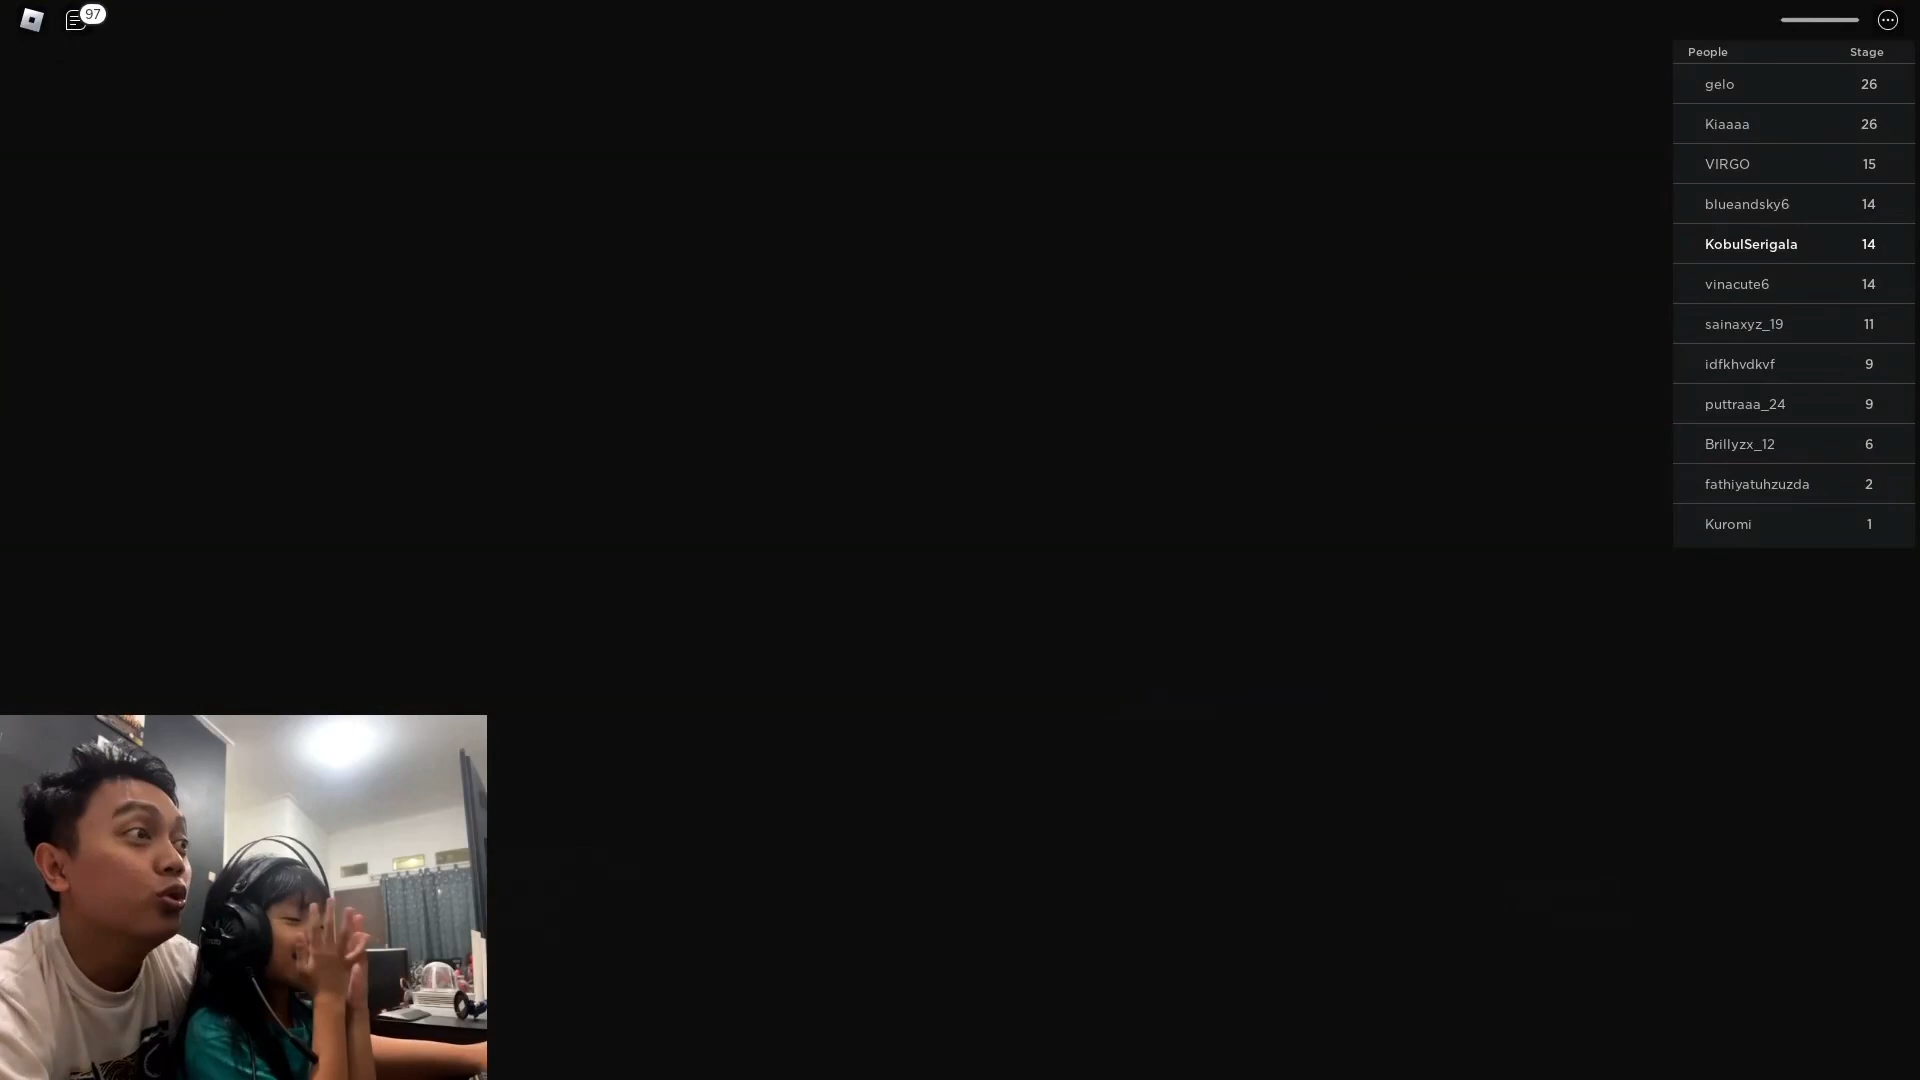 97
People Stage
gelo 26
Kiaaaa 26
VIRGO 15
blueandsky6 14
KobulSerigala 14
vinacute6 14
sainaxyz_19 11
idfkhvdkvf 9
puttraaa_24 9
Brillyzx_12 6
fathiyatuhzuzda 2
Kuromi 1